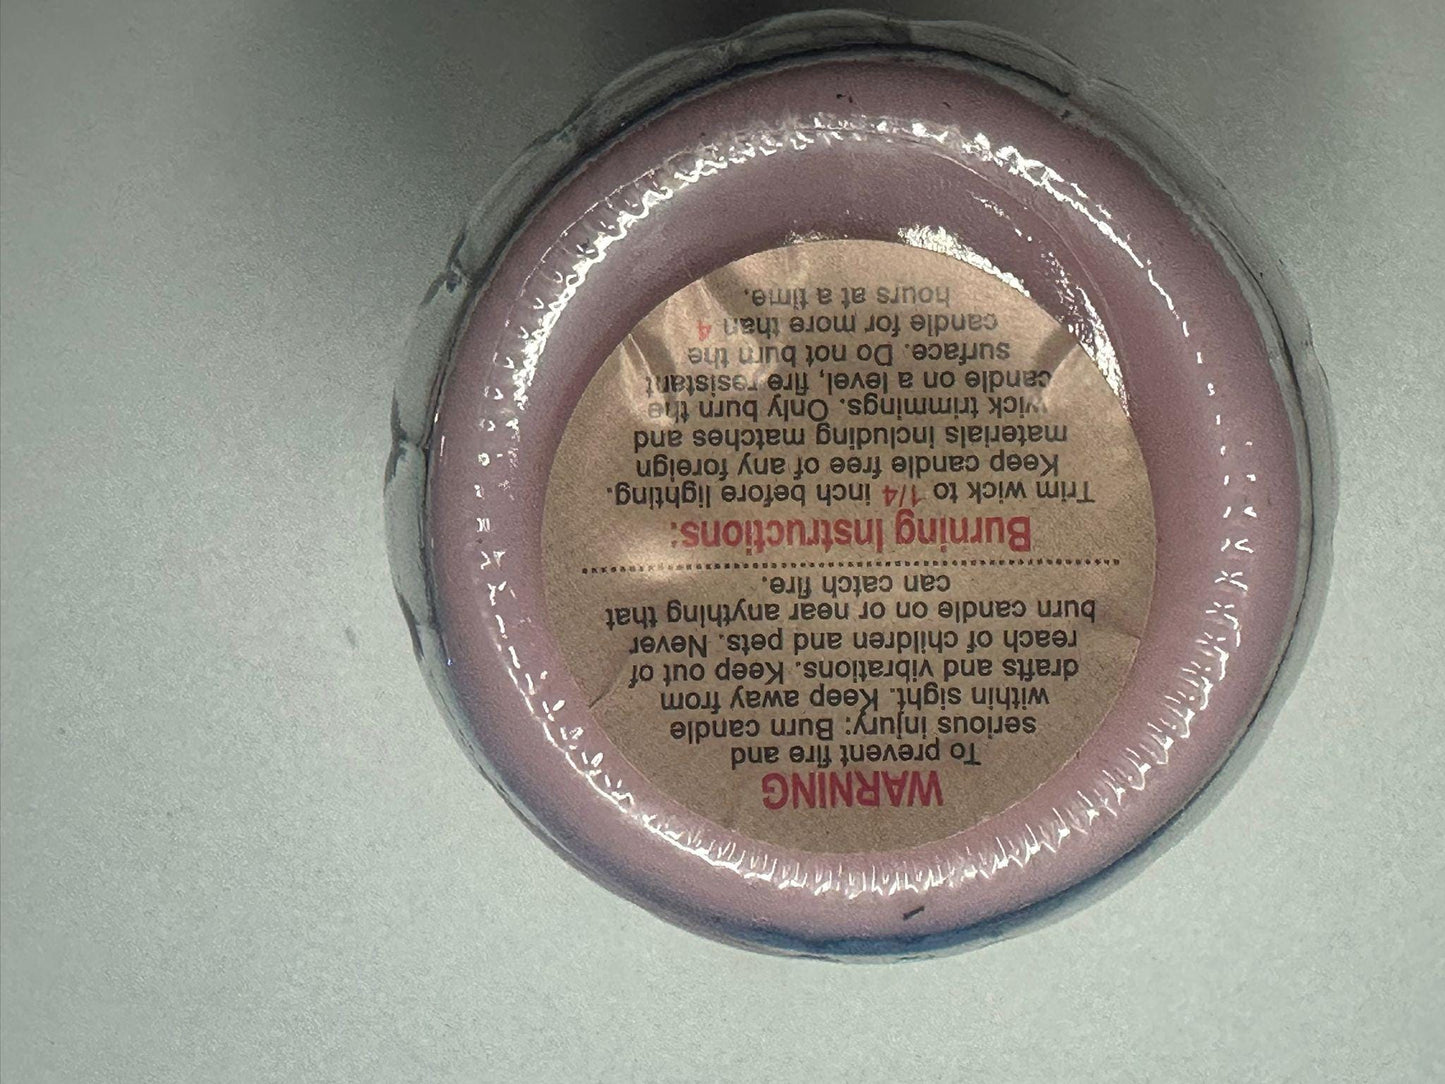 WARNING
To prevent fire and
serious injury: Burn candle
within sight. Keep away from
drafts and vibrations. Keep out of
reach of children and pets. Never
burn candle on or near anything that
can catch fire.
Burning Instructions:
Trim wick to 1/4 inch before lighting.
Keep candle free of any foreign
materials including matches and
wick trimmings. Only burn the
candle on a level, fire resistant
surface. Do not burn the
candle for more than 4
hours at a time.